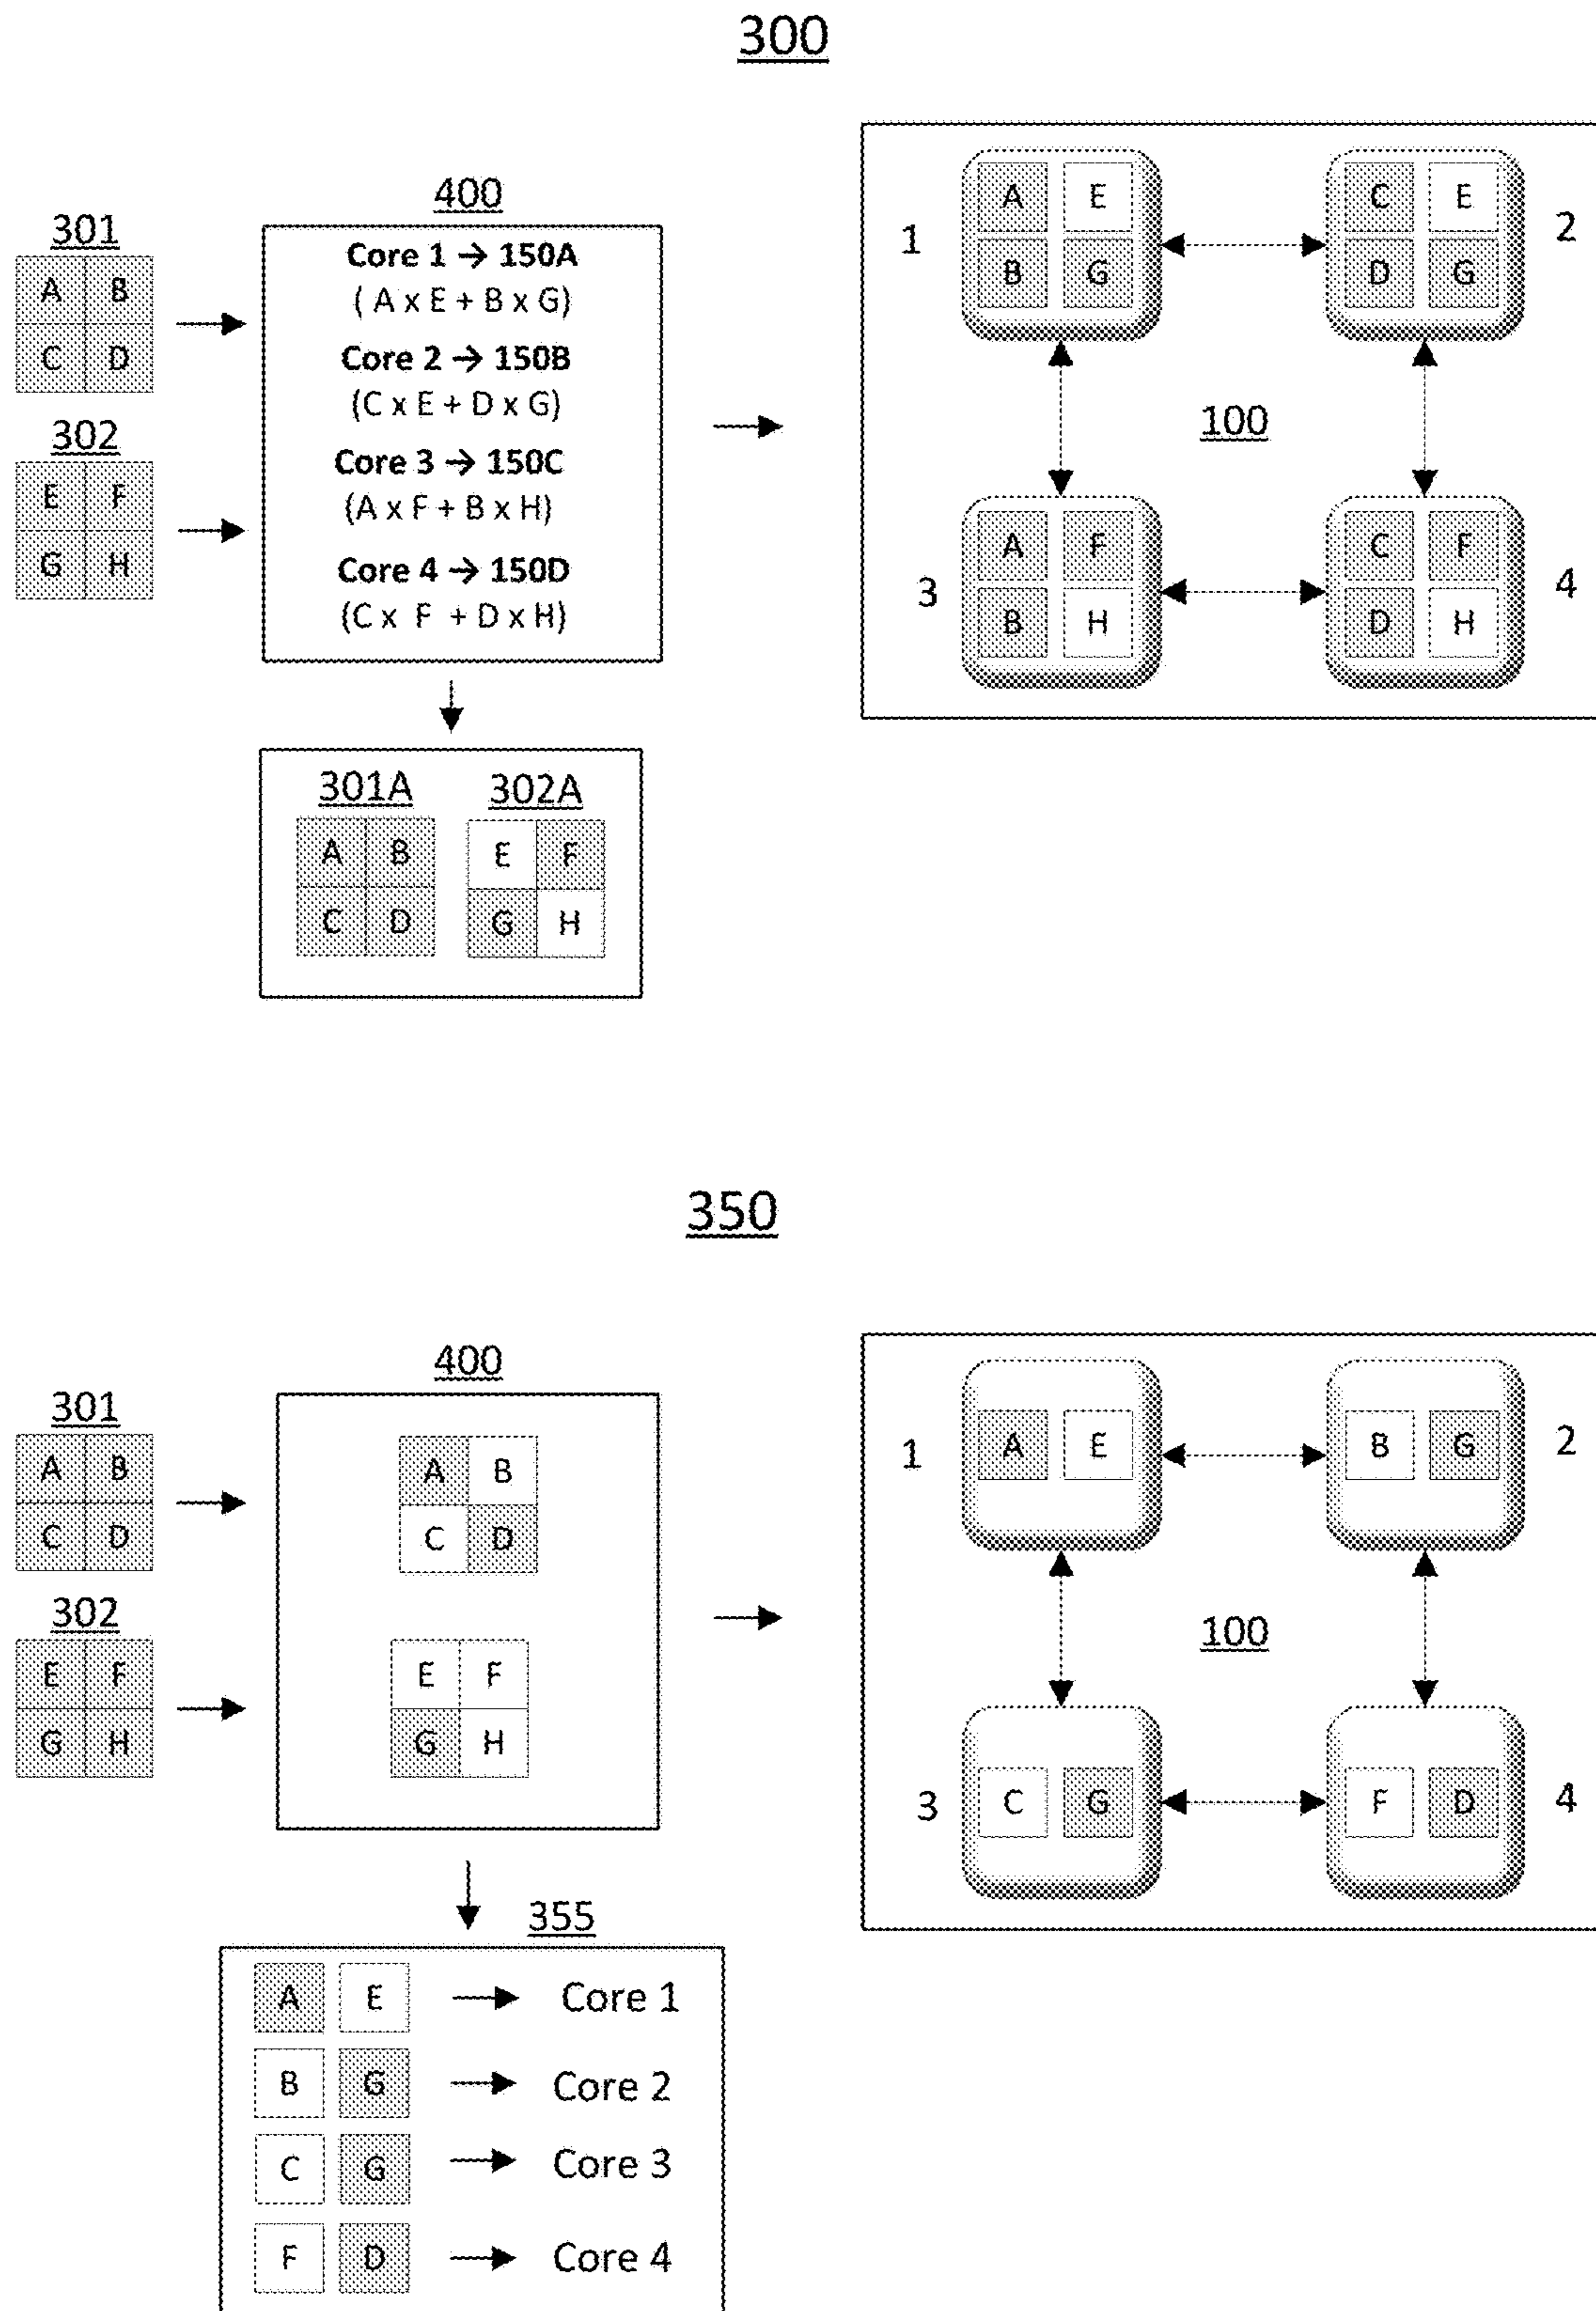 300
301
A B
C D
302
E F
G H
400
Core 1 → 150A
( A x E + B x G)
Core 2 → 150B
(C x E + D x G)
Core 3 → 150C
(A x F + B x H)
Core 4 → 150D
(C x F + D x H)
301A
A B
C D
302A
E F
G H
1
A E
B G
C E
D G
2
100
3
A F
B H
C F
D H
4
350
301
A B
C D
302
E F
G H
400
A B
C D
E F
G H
355
A E → Core 1
B G → Core 2
C G → Core 3
F D → Core 4
1
A E
B G
2
100
3
C G
F D
4